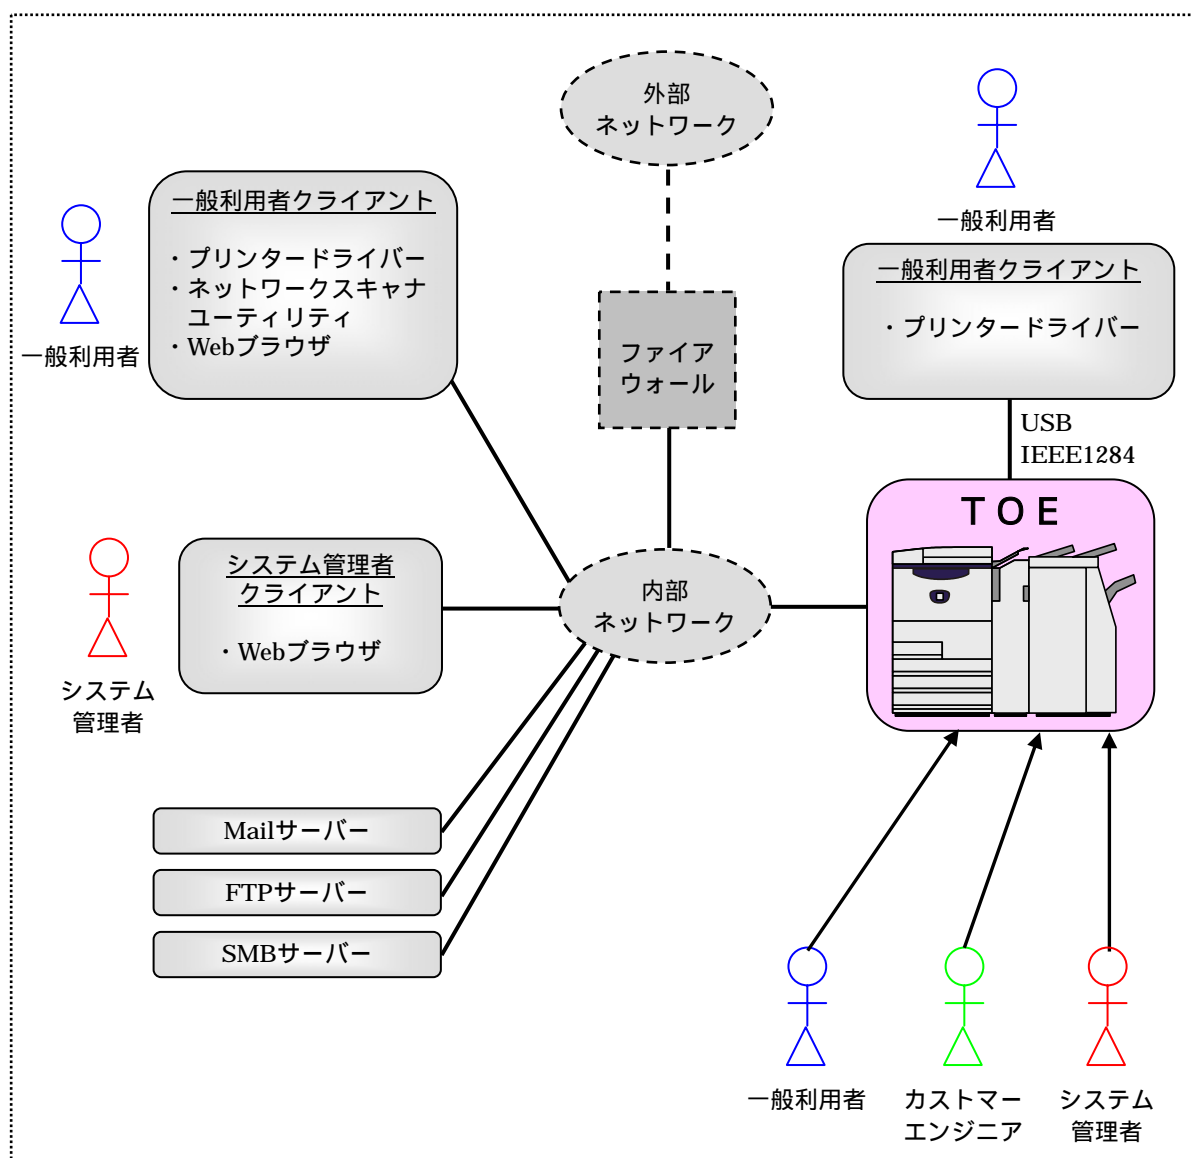 外部
ネットワーク
一般利用者
一般利用者クライアント
・プリンタードライバー
・ネットワークスキャナ
ユーティリティ
・Webブラウザ
一般利用者
ファイア
ウォール
一般利用者クライアント
・プリンタードライバー
USB
IEEE1284
TOE
システム管理者
クライアント
・Webブラウザ
システム
管理者
内部
ネットワーク
Mailサーバー
FTPサーバー
SMBサーバー
一般利用者
カストマー
エンジニア
システム
管理者